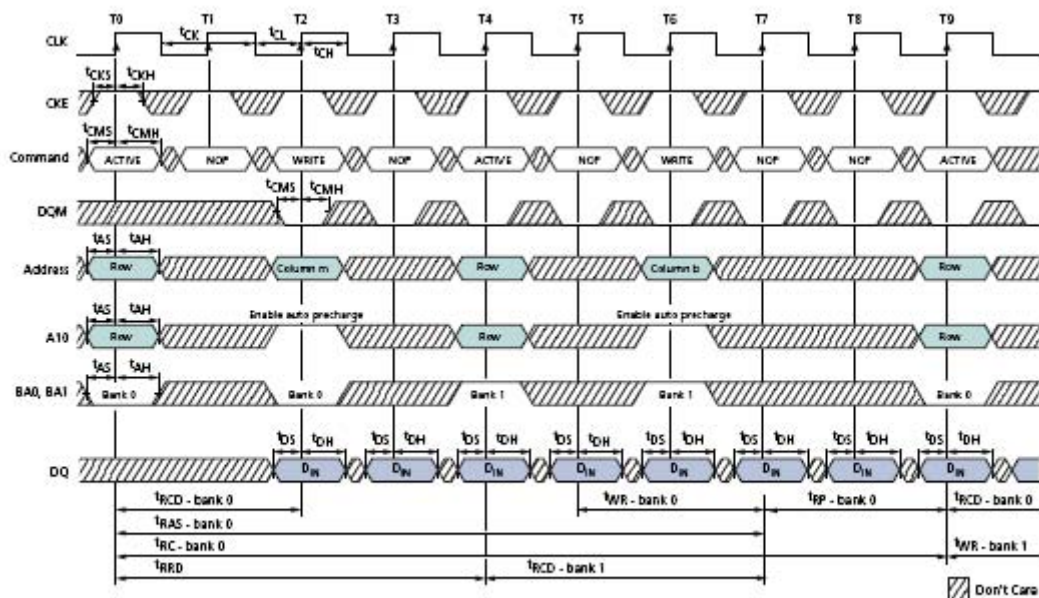 T0 T1 T2 T3 T4 T5 T6 T7 T8 T9
CLK tCK tCL tCH
tCKS tCKH
CKE
tCMS tCMH
Command ACTIVE NOP WRITE NOP ACTIVE NOP WRITE NOP NOP ACTIVE
tCMS tCMH
DQM
tAS tAH
Address Row Column m Row Column b Row
tAS tAH Enable auto precharge Enable auto precharge
A10 Row Row Row
tAS tAH
BA0, BA1 Bank 0 Bank 0 Bank 1 Bank 1 Bank 0
tDS tDH tDS tDH tDS tDH tDS tDH tDS tDH tDS tDH tDS tDH tDS tDH
DQ DIN DIN DIN DIN DIN DIN DIN DIN
tRCD - bank 0 tWR - bank 0 tRP - bank 0 tRCD - bank 0
tRAS - bank 0
tRC - bank 0 tWR - bank 1
tRRD tRCD - bank 1
Don't Care